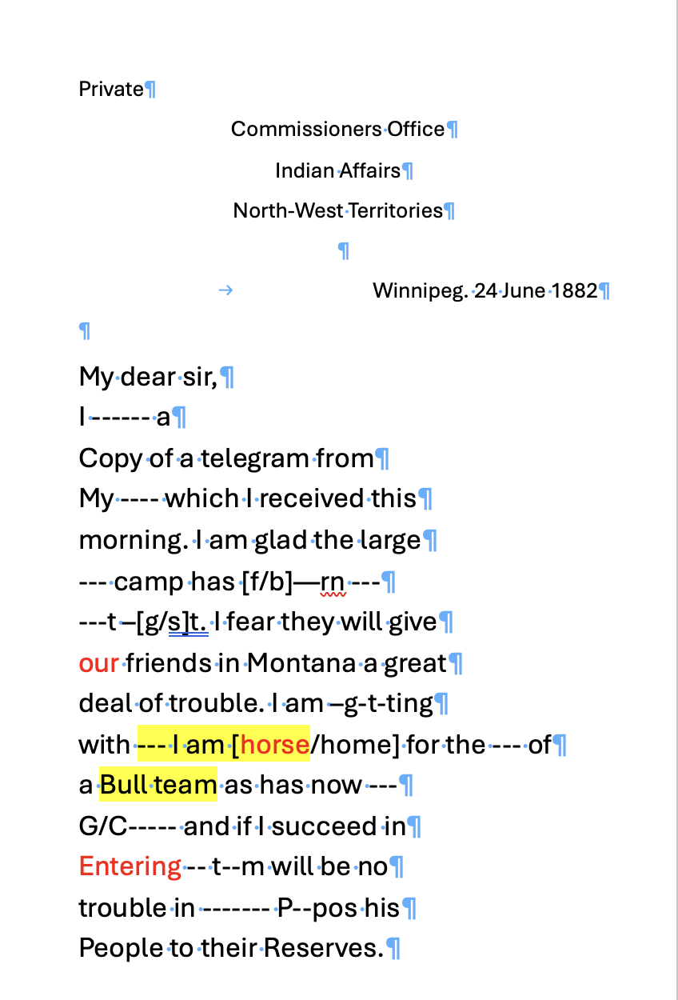 Private¶
Commissioners·Office¶
Indian·Affairs¶
North-West·Territories¶
¶
→ Winnipeg.·24·June·1882¶
¶
My·dear·sir,¶
I·------·a¶
Copy·of·a·telegram·from¶
My·----·which·I·received·this¶
morning.·I·am·glad·the·large¶
---·camp·has·[f/b]—rn·---¶
---t·–[g/s]t.·I·fear·they·will·give¶
our·friends·in·Montana·a·great¶
deal·of·trouble.·I·am·–g-t-ting¶
with·---·I·am·[horse/home]·for·the·---·of¶
a·Bull·team·as·has·now·---¶
G/C-----·and·if·I·succeed·in¶
Entering·--·t--m·will·be·no¶
trouble·in·-------·P--pos·his¶
People·to·their·Reserves.¶